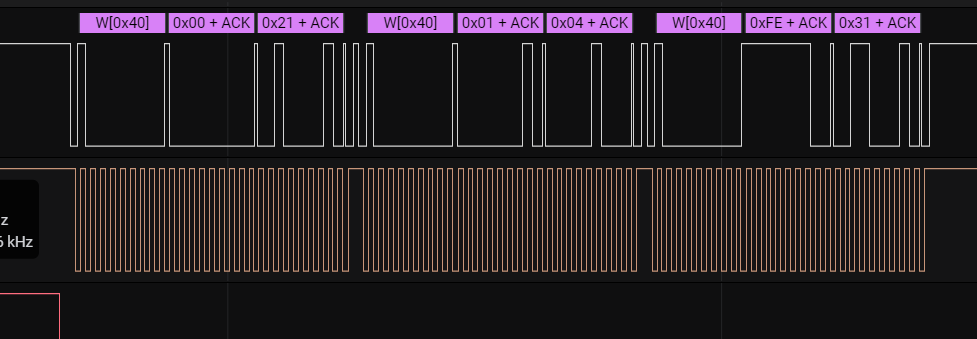 W[0x40] 0x00 + ACK 0x21 + ACK W[0x40] 0x01 + ACK 0x04 + ACK W[0x40] 0xFE + ACK 0x31 + ACK
z
kHz